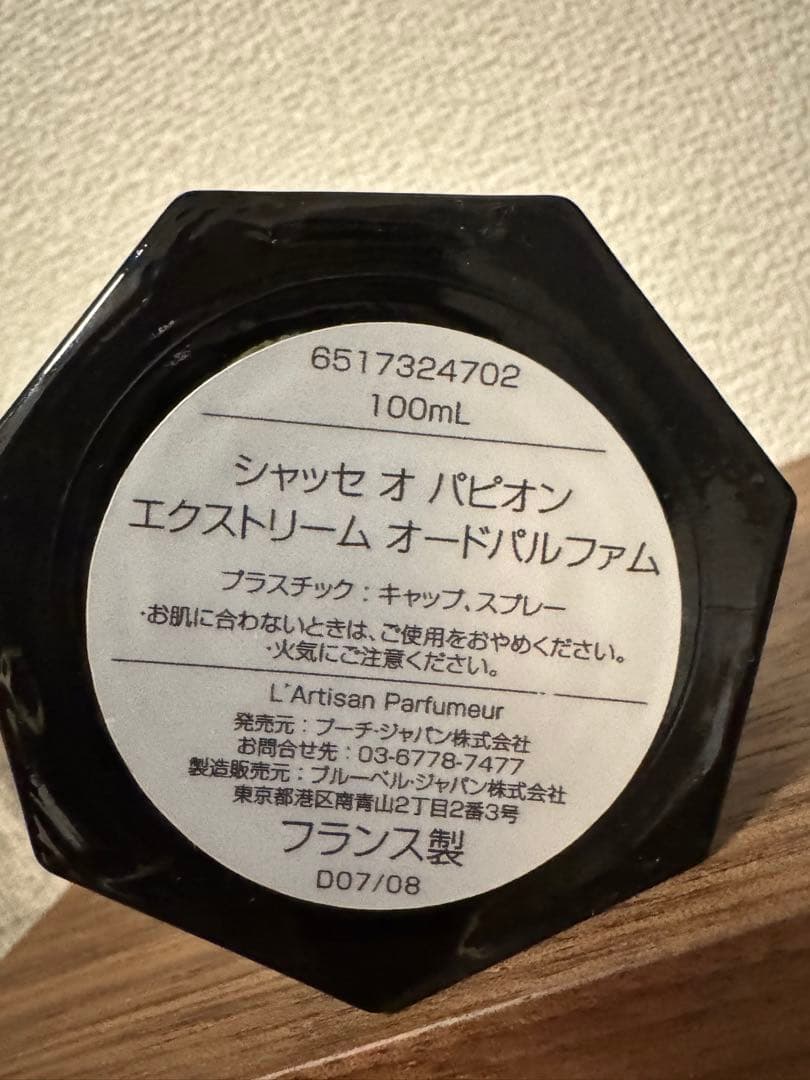 6517324702
100mL
シャッセ オ パピオン
エクストリーム オードパルファム
プラスチック：キャップ、スプレー
・お肌に合わないときは、ご使用をおやめください。
・火気にご注意ください。
L'Artisan Parfumeur
発売元：プーチ・ジャパン株式会社
お問合せ先：03-6778-7477
製造販売元：ブルーベル・ジャパン株式会社
東京都港区南青山2丁目2番3号
フランス製
D07/08